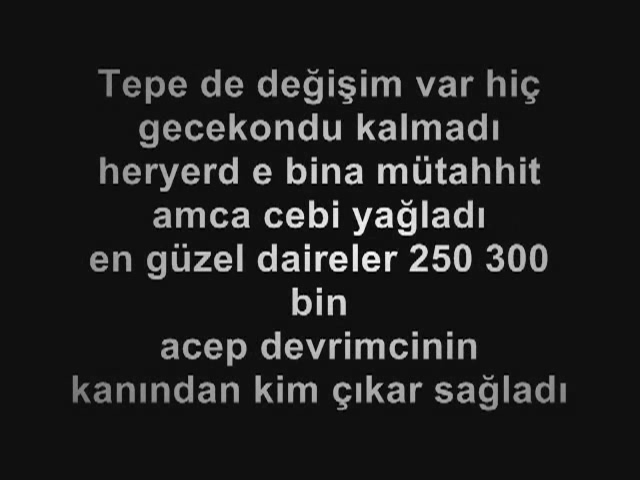 Tepe de değişim var hiç
gecekondu kalmadı
heryerd e bina mütahhit
amca cebi yağladı
en güzel daireler 250 300
bin
acep devrimcinin
kanından kim çıkar sağladı